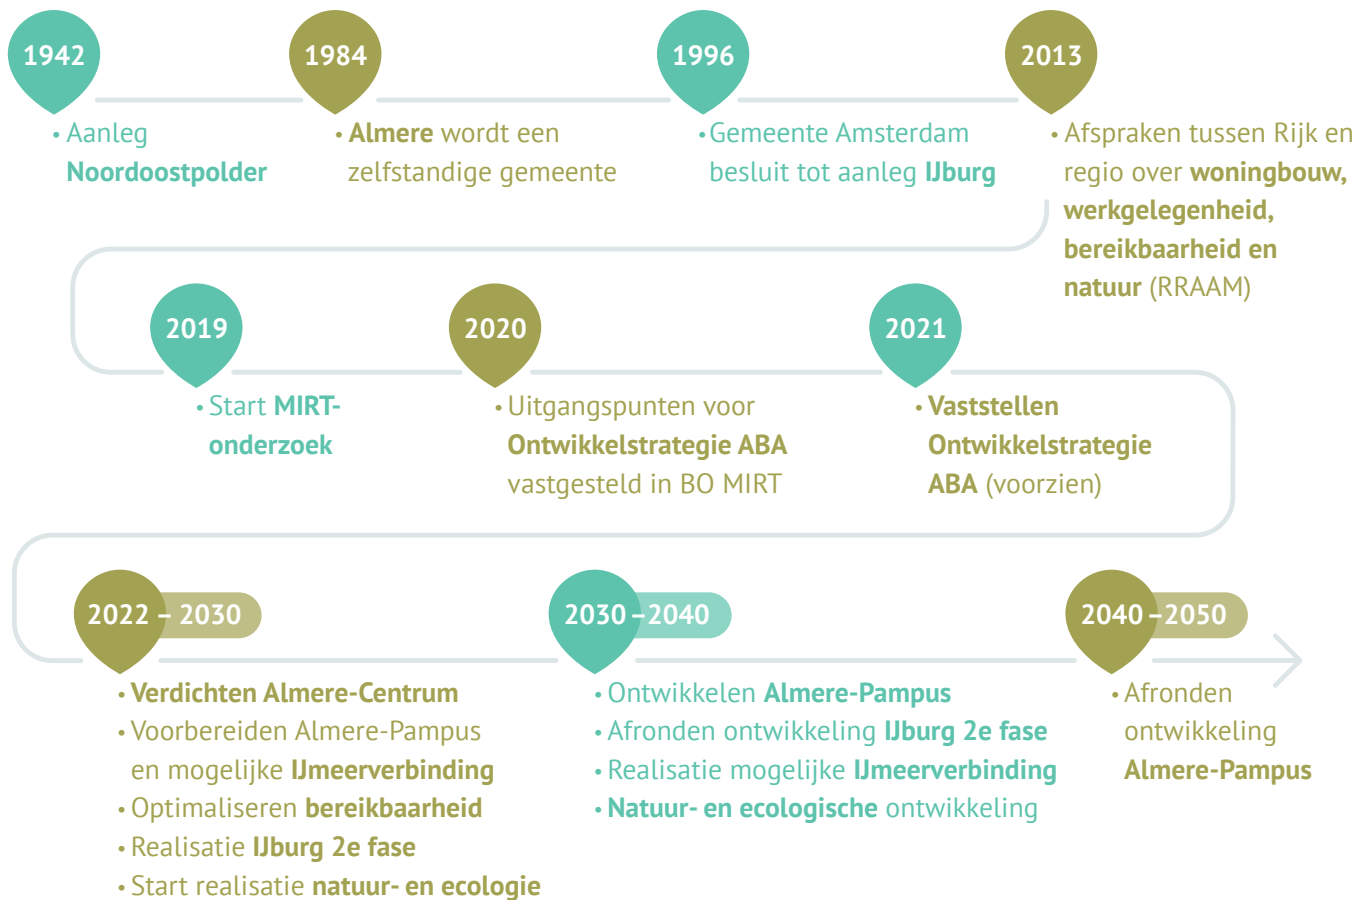 1942
• Aanleg
Noordoostpolder
1984
• Almere wordt een
zelfstandige gemeente
1996
• Gemeente Amsterdam
besluit tot aanleg IJburg
2013
• Afspraken tussen Rijk en
regio over woningbouw,
werkgelegenheid,
bereikbaarheid en
natuur (RRAAM)
2019
• Start MIRT-
onderzoek
2020
• Uitgangspunten voor
Ontwikkelstrategie ABA
vastgesteld in BO MIRT
2021
• Vaststellen
Ontwikkelstrategie
ABA (voorzien)
2022 – 2030
• Verdichten Almere-Centrum
• Voorbereiden Almere-Pampus
en mogelijke IJmeerverbinding
• Optimaliseren bereikbaarheid
• Realisatie IJburg 2e fase
• Start realisatie natuur- en ecologie
2030 –2040
• Ontwikkelen Almere-Pampus
• Afronden ontwikkeling IJburg 2e fase
• Realisatie mogelijke IJmeerverbinding
• Natuur- en ecologische ontwikkeling
2040 –2050
• Afronden
ontwikkeling
Almere-Pampus